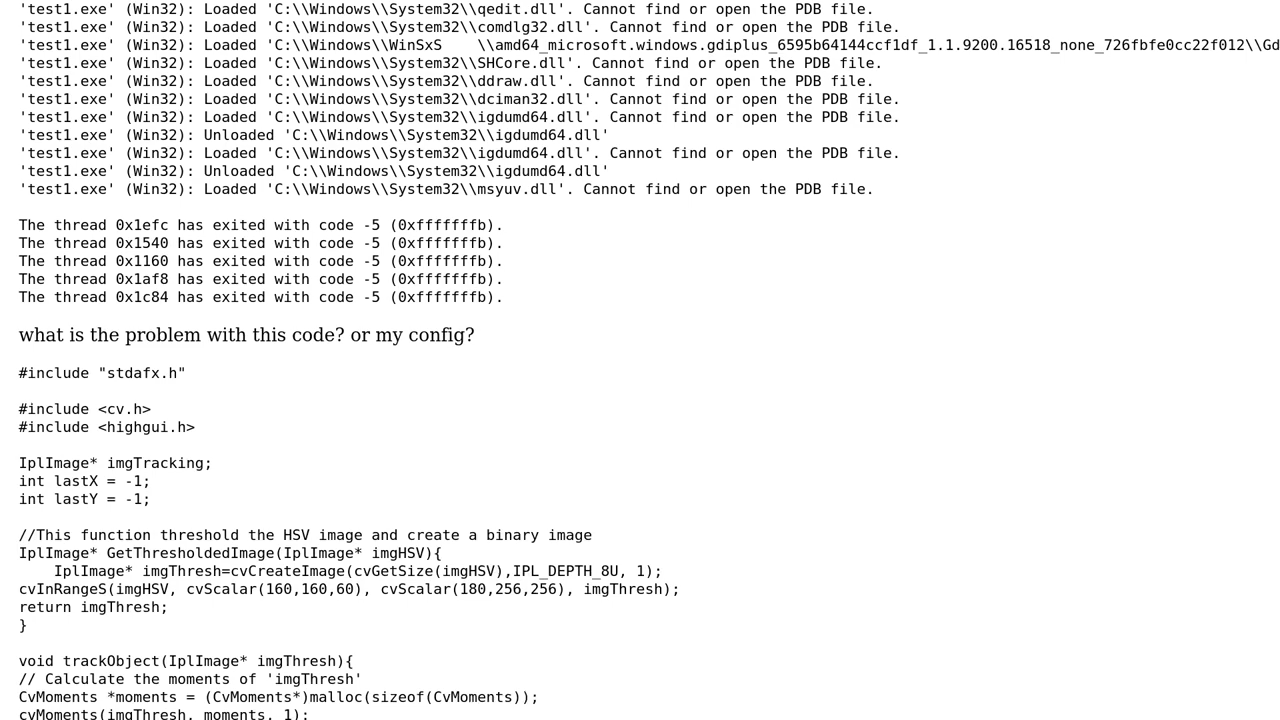 'test1.exe' (Win32): Loaded 'C:\\Windows\\System32\\qedit.dll'. Cannot find or open the PDB file.
'test1.exe' (Win32): Loaded 'C:\\Windows\\System32\\comdlg32.dll'. Cannot find or open the PDB file.
'test1.exe' (Win32): Loaded 'C:\\Windows\\WinSxS    \\amd64_microsoft.windows.gdiplus_6595b64144ccf1df_1.1.9200.16518_none_726fbfe0cc22f012\\Gd
'test1.exe' (Win32): Loaded 'C:\\Windows\\System32\\SHCore.dll'. Cannot find or open the PDB file.
'test1.exe' (Win32): Loaded 'C:\\Windows\\System32\\ddraw.dll'. Cannot find or open the PDB file.
'test1.exe' (Win32): Loaded 'C:\\Windows\\System32\\dciman32.dll'. Cannot find or open the PDB file.
'test1.exe' (Win32): Loaded 'C:\\Windows\\System32\\igdumd64.dll'. Cannot find or open the PDB file.
'test1.exe' (Win32): Unloaded 'C:\\Windows\\System32\\igdumd64.dll'
'test1.exe' (Win32): Loaded 'C:\\Windows\\System32\\igdumd64.dll'. Cannot find or open the PDB file.
'test1.exe' (Win32): Unloaded 'C:\\Windows\\System32\\igdumd64.dll'
'test1.exe' (Win32): Loaded 'C:\\Windows\\System32\\msyuv.dll'. Cannot find or open the PDB file.

The thread 0x1efc has exited with code -5 (0xfffffffb).
The thread 0x1540 has exited with code -5 (0xfffffffb).
The thread 0x1160 has exited with code -5 (0xfffffffb).
The thread 0x1af8 has exited with code -5 (0xfffffffb).
The thread 0x1c84 has exited with code -5 (0xfffffffb).

what is the problem with this code? or my config?

#include "stdafx.h"

#include <cv.h>
#include <highgui.h>

IplImage* imgTracking;
int lastX = -1;
int lastY = -1;

//This function threshold the HSV image and create a binary image
IplImage* GetThresholdedImage(IplImage* imgHSV){
    IplImage* imgThresh=cvCreateImage(cvGetSize(imgHSV),IPL_DEPTH_8U, 1);
cvInRangeS(imgHSV, cvScalar(160,160,60), cvScalar(180,256,256), imgThresh);
return imgThresh;
}

void trackObject(IplImage* imgThresh){
// Calculate the moments of 'imgThresh'
CvMoments *moments = (CvMoments*)malloc(sizeof(CvMoments));
cvMoments(imgThresh, moments, 1);